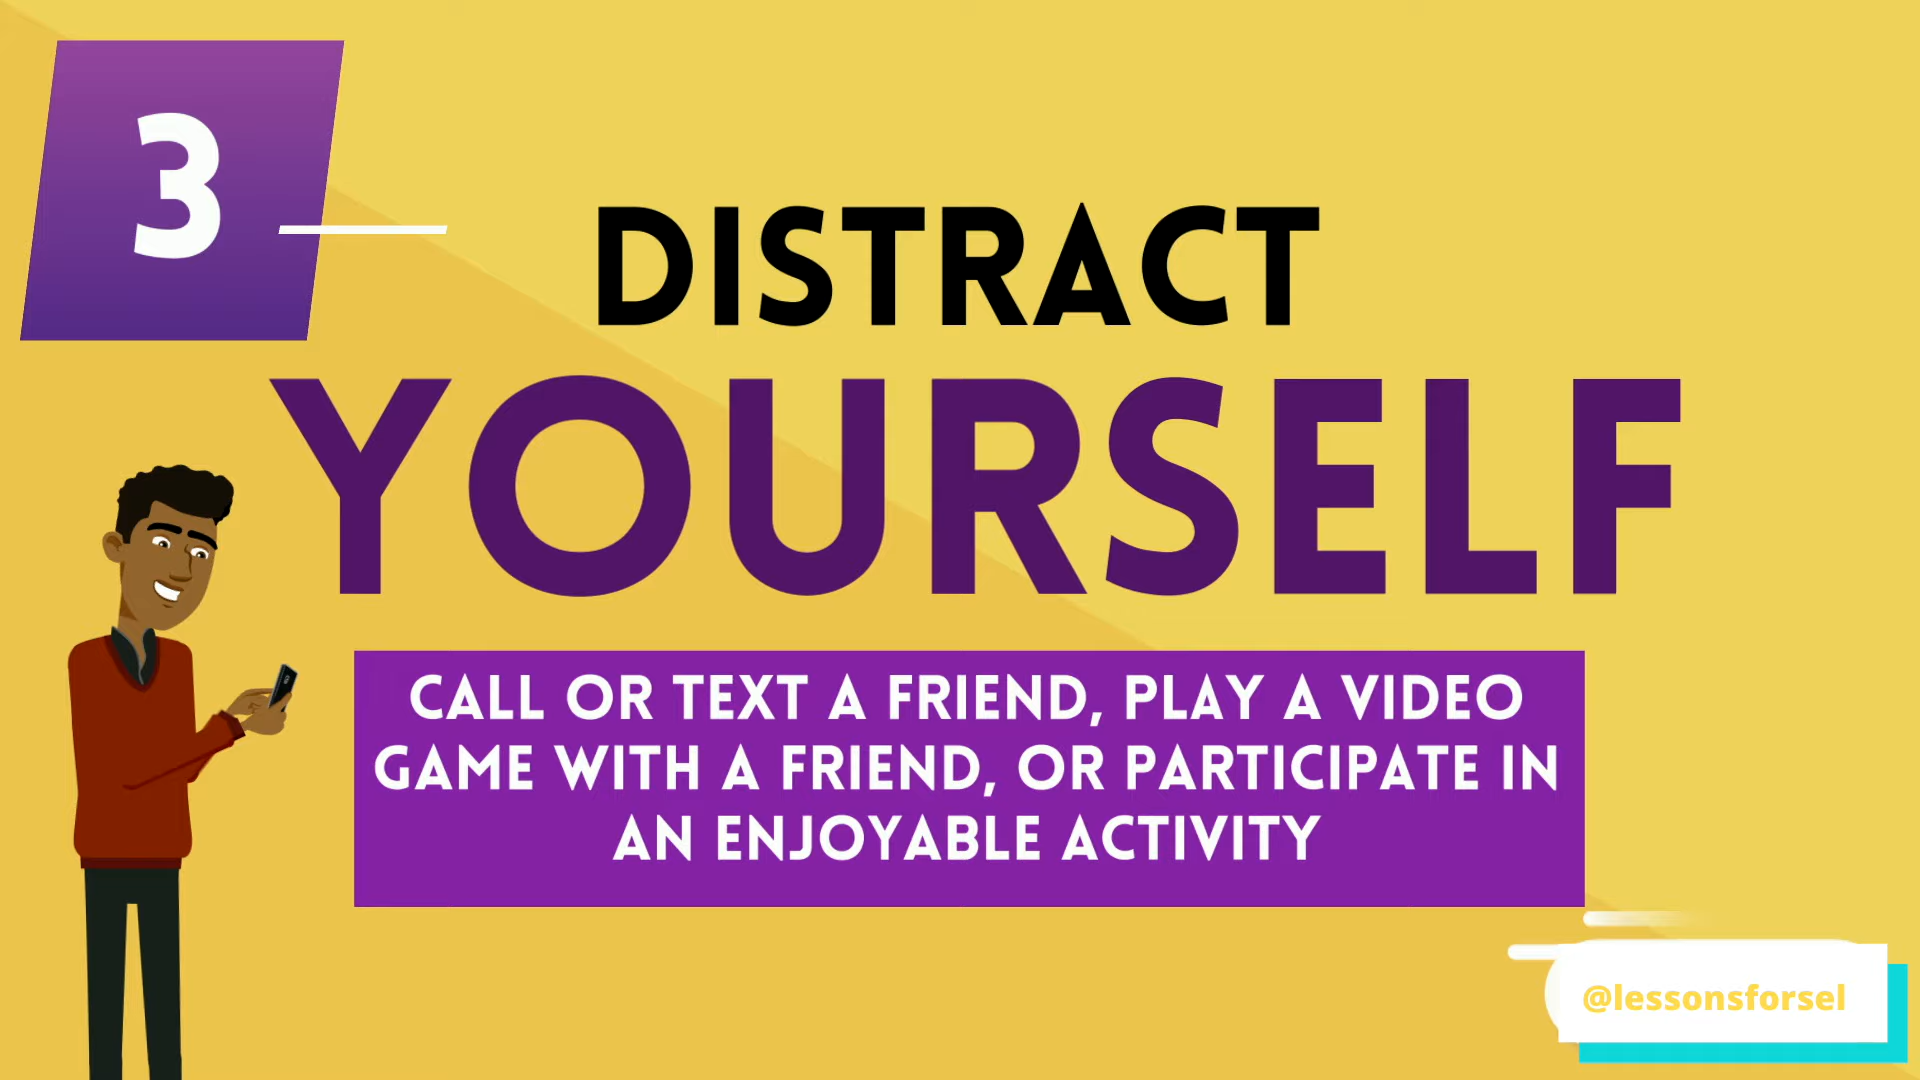 3
DISTRACT
YOURSELF
CALL OR TEXT A FRIEND, PLAY A VIDEO
GAME WITH A FRIEND, OR PARTICIPATE IN
AN ENJOYABLE ACTIVITY
@lessonsforsel